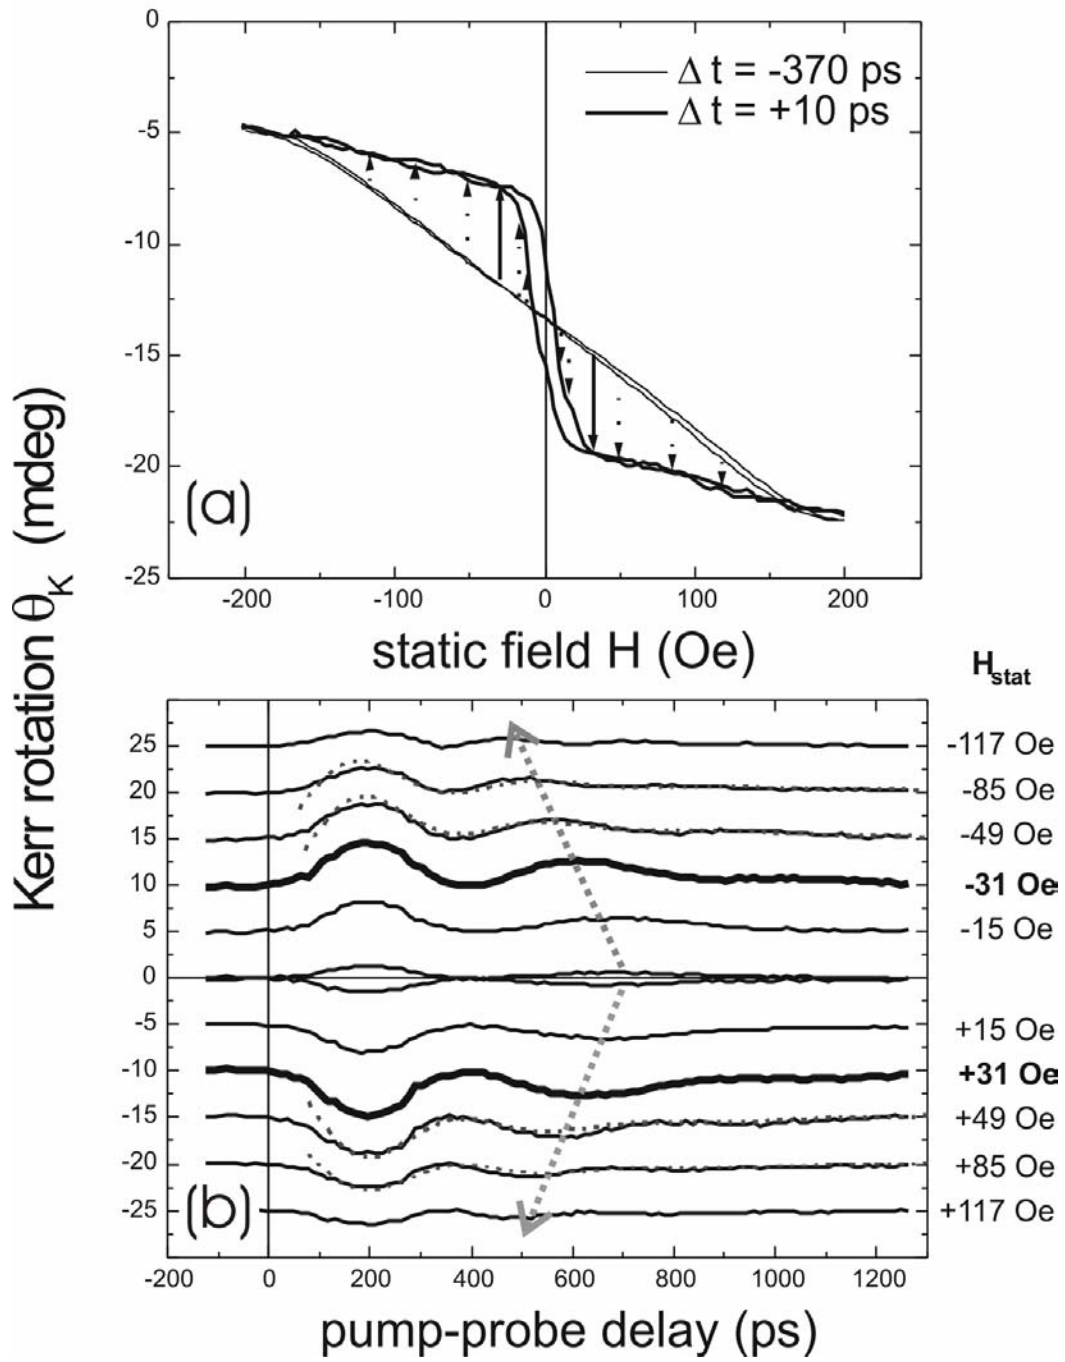 Kerr rotation θK (mdeg)
0
-5
-10
-15
-20
-25
Δ t = -370 ps
Δ t = +10 ps
(a)
-200 -100 0 100 200
static field H (Oe)
Hstat
25 -117 Oe
20 -85 Oe
15 -49 Oe
10 -31 Oe
5 -15 Oe
0
-5 +15 Oe
-10 +31 Oe
-15 +49 Oe
-20 +85 Oe
-25 +117 Oe
(b)
-200 0 200 400 600 800 1000 1200
pump-probe delay (ps)